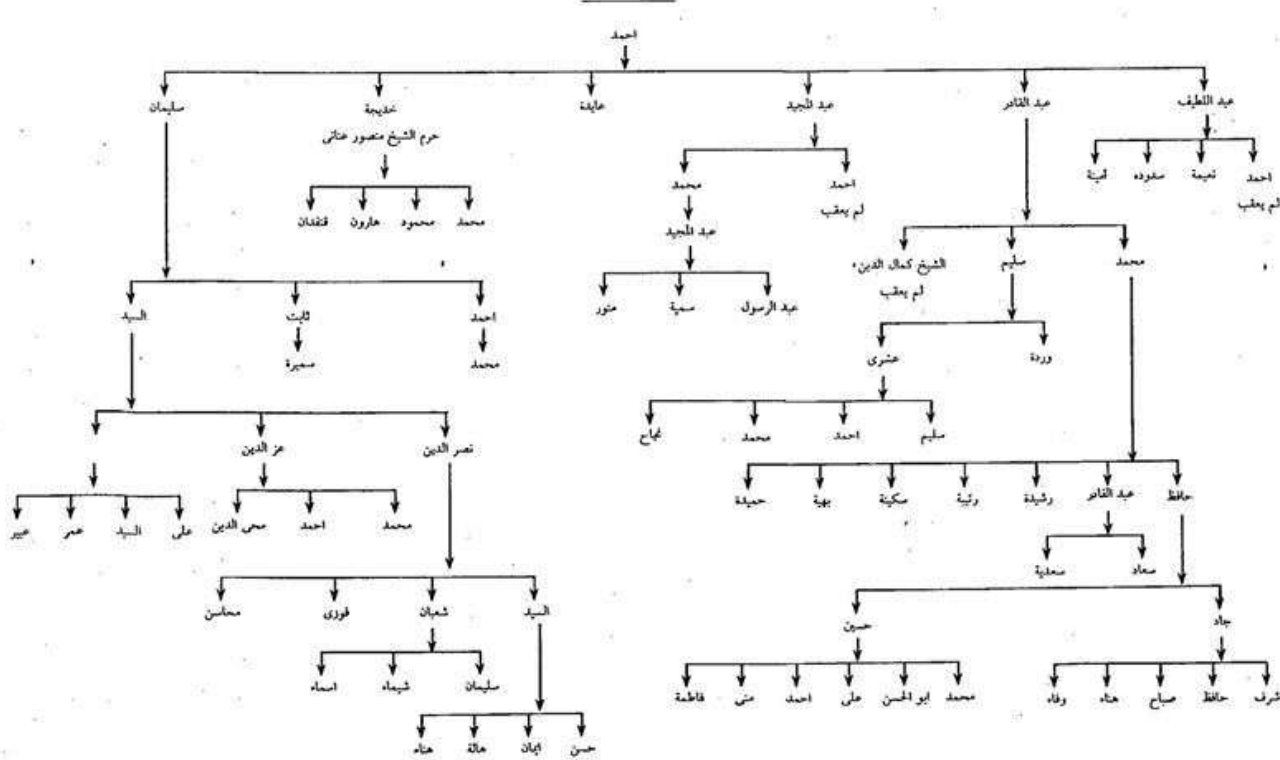 احمد
عبد اللطيف عبد القادر عبد المجيد عايدة خديجة سليمان
حرم الشيخ منصور عنانى
احمد نعيمة سدوده أمينة
لم يعقب
احمد محمد
لم يعقب
محمد محمود هارون قنفدان
عبد المجيد
محمد سليم الشيخ كمال الدين
لم يعقب
عبد الرسول سمية منور
احمد ثابت السيد
محمد سميرة
وردة عشرى
سليم احمد محمد نجاح
نصر الدين عز الدين
حافظ عبد القادر رشيدة رتيبة سكينة بهية حميدة
محمد احمد محى الدين
على السيد عمر عبير
سعاد سعدية
السيد شعبان فوزى محاسن
جاد حسين
سليمان شيماء اسماء
شرف حافظ صباح هناء وفاء
محمد ابو الحسن على احمد منى فاطمة
حسن ايمان هالة هناء